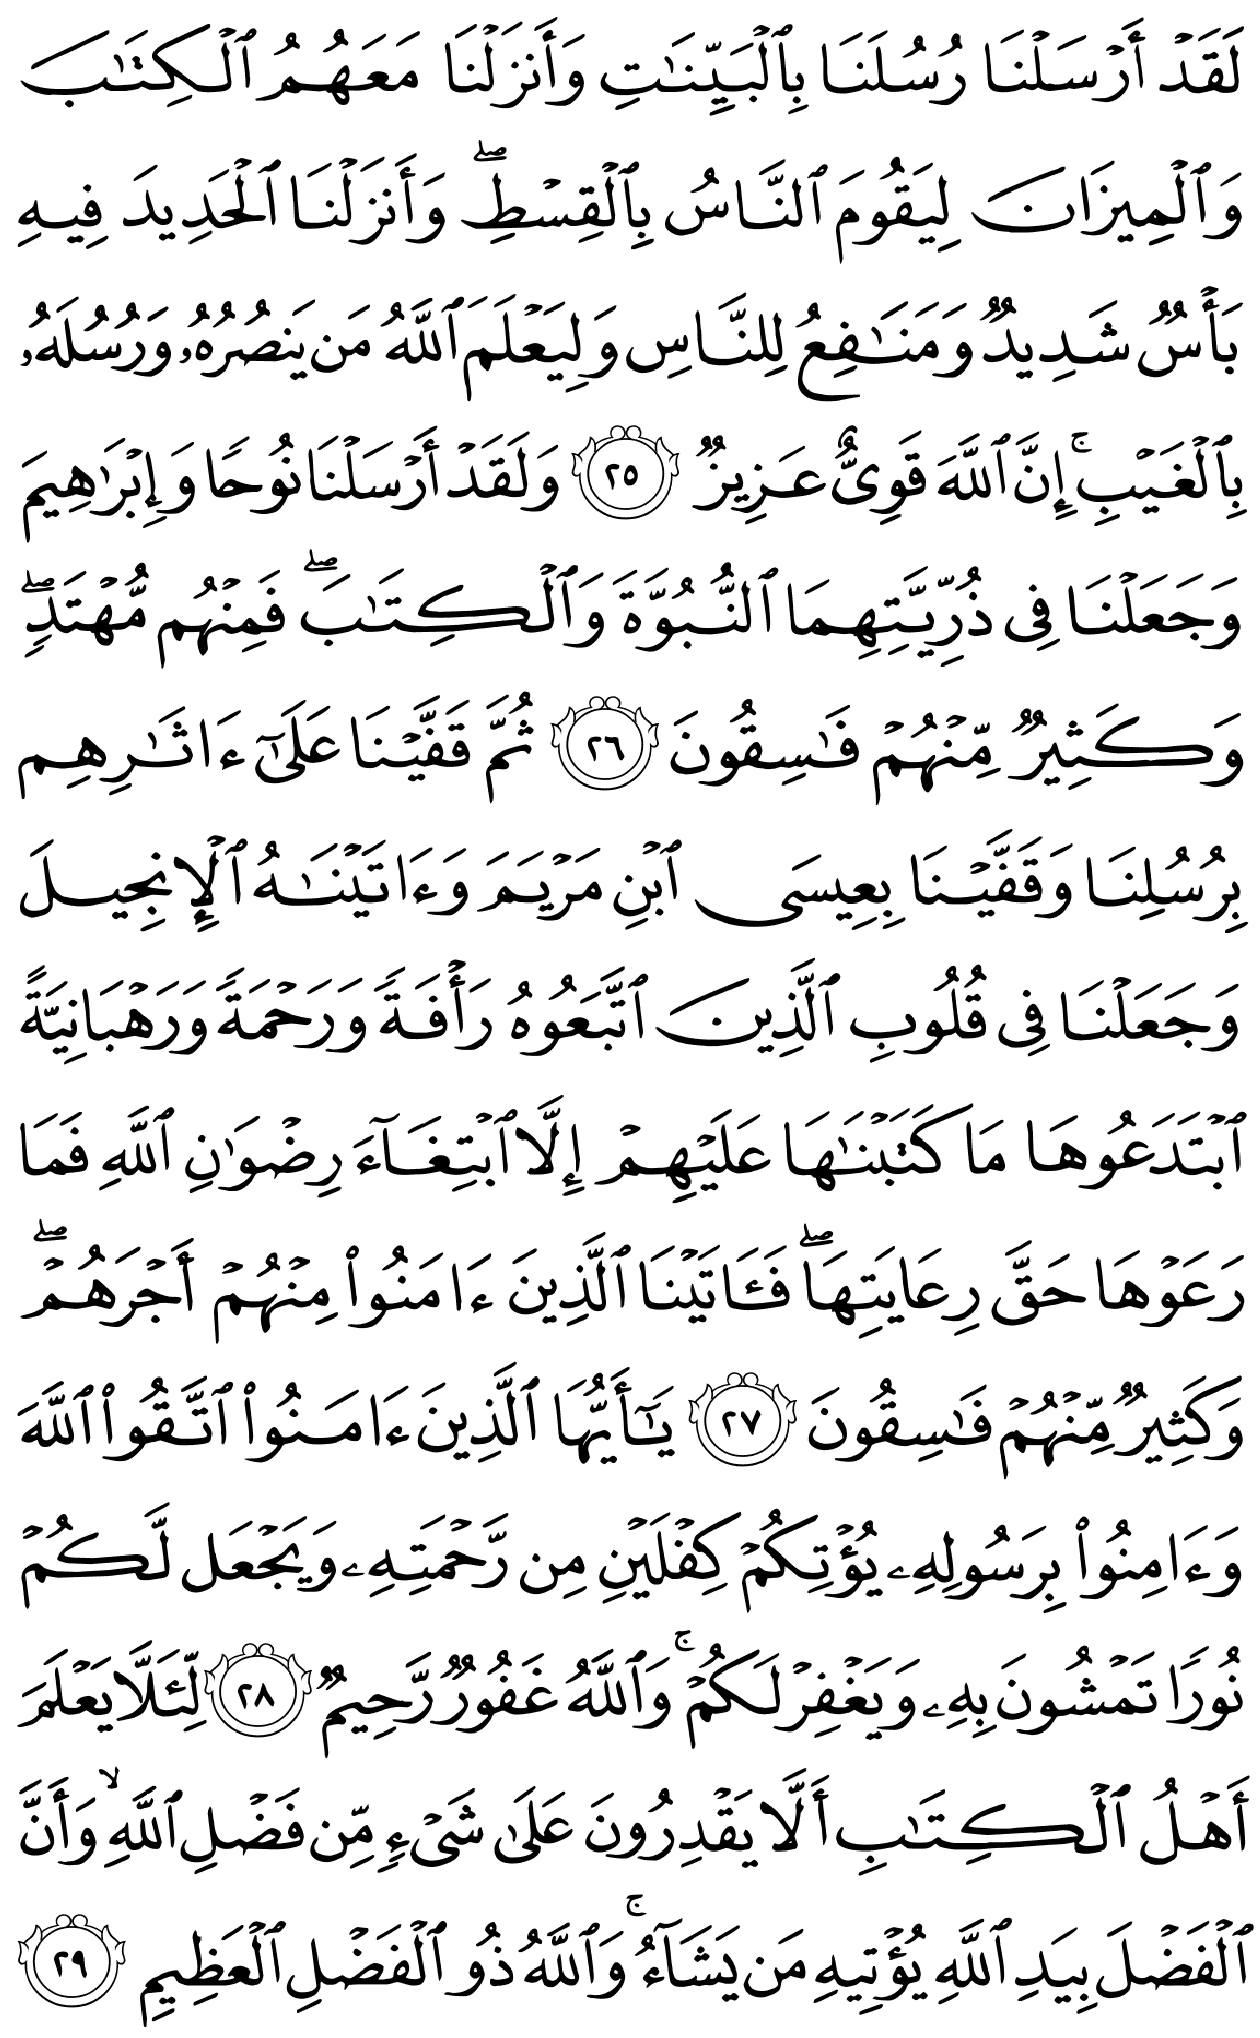 لَقَدْ أَرْسَلْنَا رُسُلَنَا بِٱلْبَيِّنَـٰتِ وَأَنزَلْنَا مَعَهُمُ ٱلْكِتَـٰبَ
وَٱلْمِيزَانَ لِيَقُومَ ٱلنَّاسُ بِٱلْقِسْطِ ۖ وَأَنزَلْنَا ٱلْحَدِيدَ فِيهِ
بَأْسٌ شَدِيدٌ وَمَنَـٰفِعُ لِلنَّاسِ وَلِيَعْلَمَ ٱللَّهُ مَن يَنصُرُهُۥ وَرُسُلَهُۥ
بِٱلْغَيْبِ ۚ إِنَّ ٱللَّهَ قَوِىٌّ عَزِيزٌ ٢٥ وَلَقَدْ أَرْسَلْنَا نُوحًا وَإِبْرَٰهِيمَ
وَجَعَلْنَا فِى ذُرِّيَّتِهِمَا ٱلنُّبُوَّةَ وَٱلْكِتَـٰبَ ۖ فَمِنْهُم مُّهْتَدٍ ۖ
وَكَثِيرٌ مِّنْهُمْ فَـٰسِقُونَ ٢٦ ثُمَّ قَفَّيْنَا عَلَىٰٓ ءَاثَـٰرِهِم
بِرُسُلِنَا وَقَفَّيْنَا بِعِيسَى ٱبْنِ مَرْيَمَ وَءَاتَيْنَـٰهُ ٱلْإِنجِيلَ
وَجَعَلْنَا فِى قُلُوبِ ٱلَّذِينَ ٱتَّبَعُوهُ رَأْفَةً وَرَحْمَةً وَرَهْبَانِيَّةً
ٱبْتَدَعُوهَا مَا كَتَبْنَـٰهَا عَلَيْهِمْ إِلَّا ٱبْتِغَآءَ رِضْوَٰنِ ٱللَّهِ فَمَا
رَعَوْهَا حَقَّ رِعَايَتِهَا ۖ فَـَٔاتَيْنَا ٱلَّذِينَ ءَامَنُوا۟ مِنْهُمْ أَجْرَهُمْ ۖ
وَكَثِيرٌ مِّنْهُمْ فَـٰسِقُونَ ٢٧ يَـٰٓأَيُّهَا ٱلَّذِينَ ءَامَنُوا۟ ٱتَّقُوا۟ ٱللَّهَ
وَءَامِنُوا۟ بِرَسُولِهِۦ يُؤْتِكُمْ كِفْلَيْنِ مِن رَّحْمَتِهِۦ وَيَجْعَل لَّكُمْ
نُورًا تَمْشُونَ بِهِۦ وَيَغْفِرْ لَكُمْ ۚ وَٱللَّهُ غَفُورٌ رَّحِيمٌ ٢٨ لِّئَلَّا يَعْلَمَ
أَهْلُ ٱلْكِتَـٰبِ أَلَّا يَقْدِرُونَ عَلَىٰ شَىْءٍ مِّن فَضْلِ ٱللَّهِ ۙ وَأَنَّ
ٱلْفَضْلَ بِيَدِ ٱللَّهِ يُؤْتِيهِ مَن يَشَآءُ ۚ وَٱللَّهُ ذُو ٱلْفَضْلِ ٱلْعَظِيمِ ٢٩